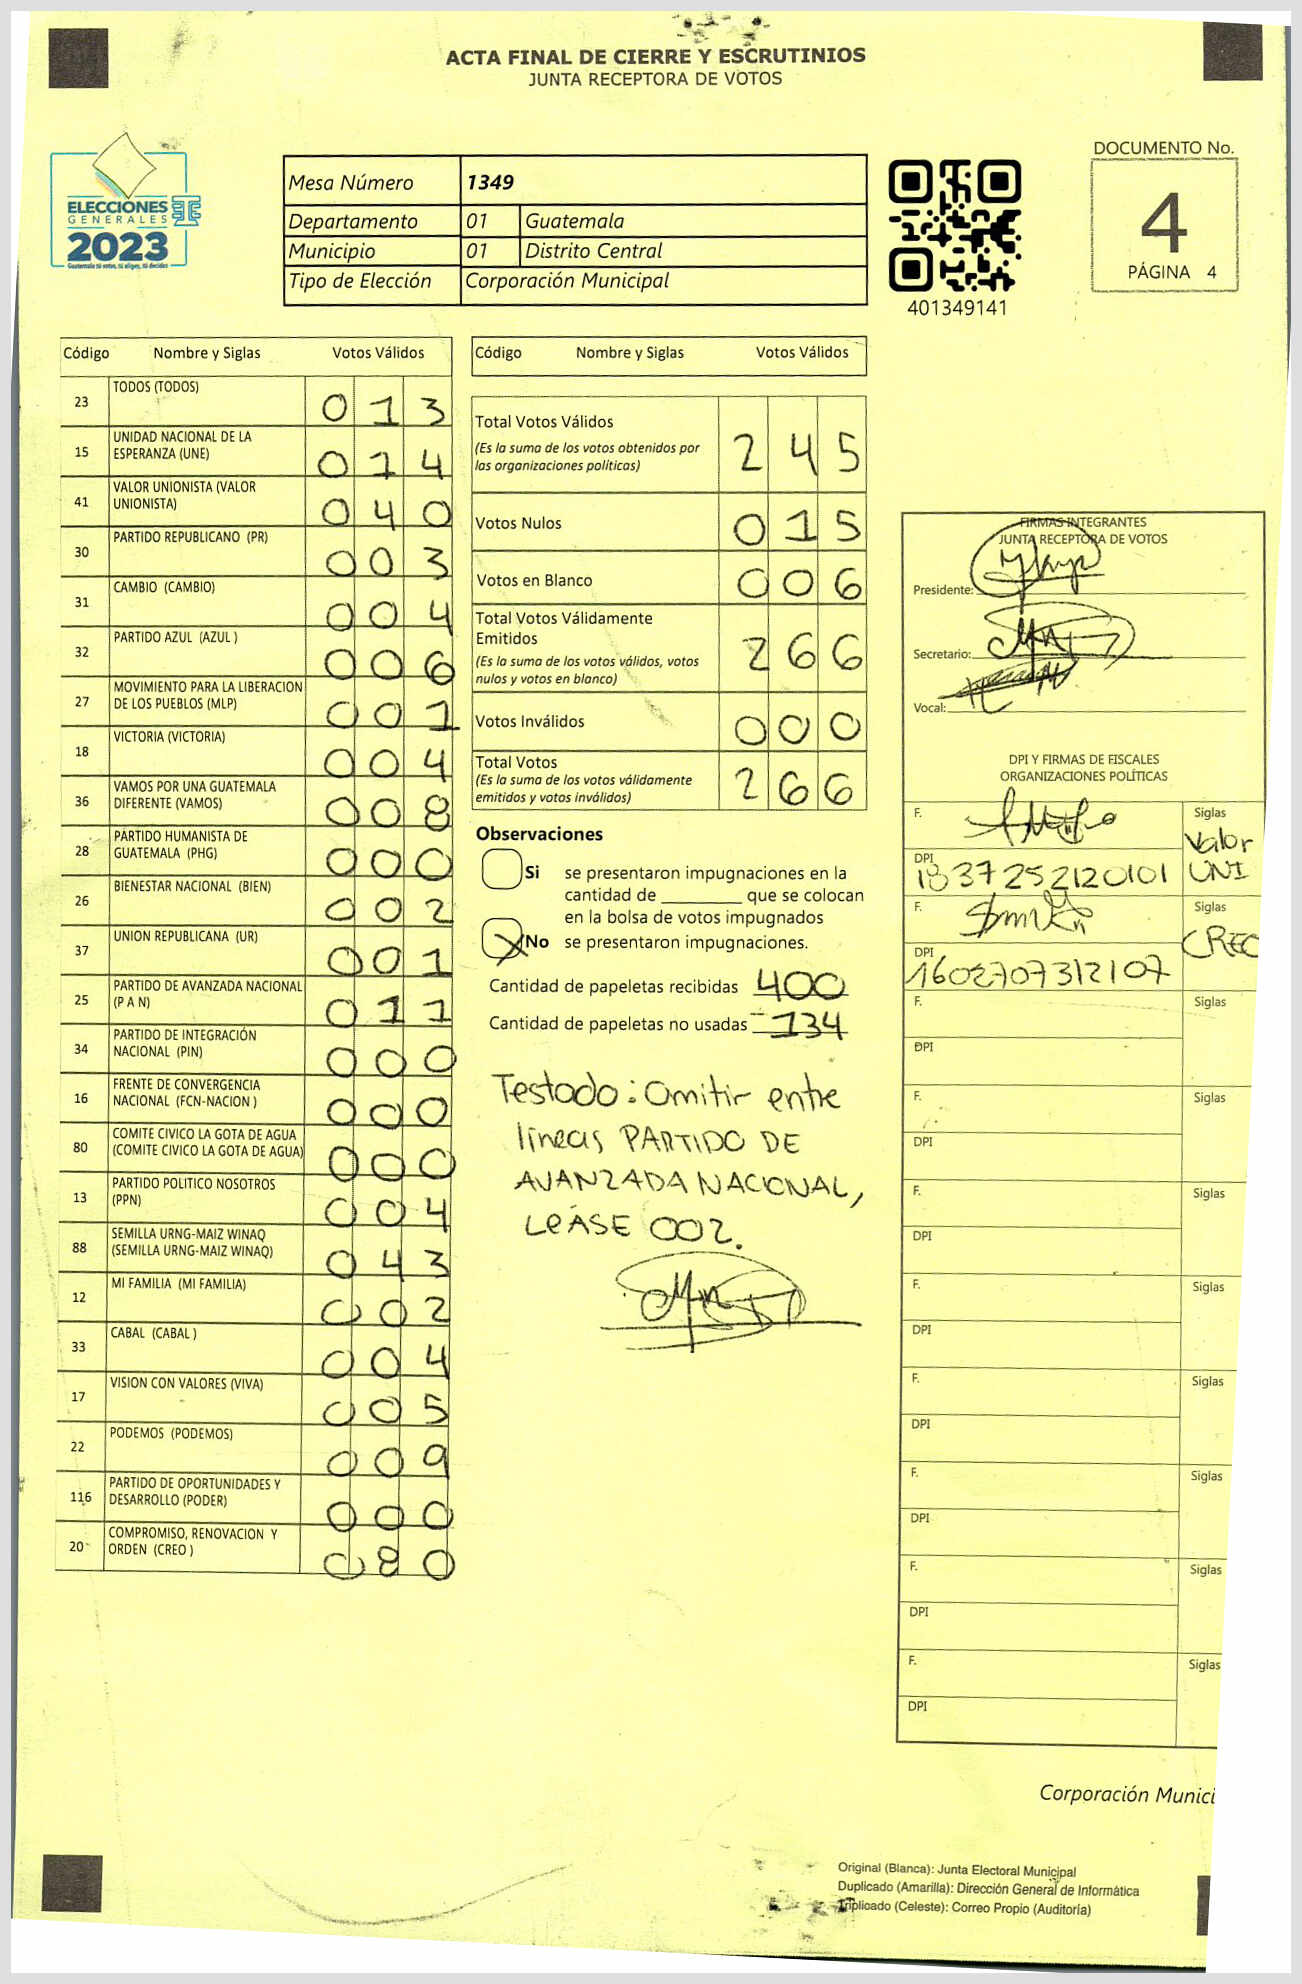 ACTA FINAL DE CIERRE Y ESCRUTINIOS
JUNTA RECEPTORA DE VOTOS
ELECCIONES
GENERALES
2023
Guatemala tú votas, tú eliges, tú decides
Mesa Número 1349
Departamento 01 Guatemala
Municipio 01 Distrito Central
Tipo de Elección Corporación Municipal
401349141
DOCUMENTO No.
4
PÁGINA 4
Código Nombre y Siglas Votos Válidos
23 TODOS (TODOS) 013
15 UNIDAD NACIONAL DE LA
ESPERANZA (UNE) 014
41 VALOR UNIONISTA (VALOR
UNIONISTA) 040
30 PARTIDO REPUBLICANO (PR) 003
31 CAMBIO (CAMBIO) 004
32 PARTIDO AZUL (AZUL ) 006
27 MOVIMIENTO PARA LA LIBERACION
DE LOS PUEBLOS (MLP) 001
18 VICTORIA (VICTORIA) 004
36 VAMOS POR UNA GUATEMALA
DIFERENTE (VAMOS) 008
28 PARTIDO HUMANISTA DE
GUATEMALA (PHG) 000
26 BIENESTAR NACIONAL (BIEN) 002
37 UNION REPUBLICANA (UR) 001
25 PARTIDO DE AVANZADA NACIONAL
(P A N) 011
34 PARTIDO DE INTEGRACIÓN
NACIONAL (PIN) 000
16 FRENTE DE CONVERGENCIA
NACIONAL (FCN-NACION ) 000
80 COMITE CIVICO LA GOTA DE AGUA
(COMITE CIVICO LA GOTA DE AGUA) 000
13 PARTIDO POLITICO NOSOTROS
(PPN) 004
88 SEMILLA URNG-MAIZ WINAQ
(SEMILLA URNG-MAIZ WINAQ) 043
12 MI FAMILIA (MI FAMILIA) 002
33 CABAL (CABAL ) 004
17 VISION CON VALORES (VIVA) 005
22 PODEMOS (PODEMOS) 009
116 PARTIDO DE OPORTUNIDADES Y
DESARROLLO (PODER) 000
20 COMPROMISO, RENOVACION Y
ORDEN (CREO ) 080
Código Nombre y Siglas Votos Válidos
Total Votos Válidos 245
(Es la suma de los votos obtenidos por
las organizaciones políticas)
Votos Nulos 015
Votos en Blanco 006
Total Votos Válidamente
Emitidos 266
(Es la suma de los votos válidos, votos
nulos y votos en blanco)
Votos Inválidos 000
Total Votos 266
(Es la suma de los votos válidamente
emitidos y votos inválidos)
Observaciones
Si se presentaron impugnaciones en la
cantidad de ________ que se colocan
en la bolsa de votos impugnados
No se presentaron impugnaciones.
Cantidad de papeletas recibidas 400
Cantidad de papeletas no usadas 134
Testado: Omitir entre
líneas PARTIDO DE
AVANZADA NACIONAL,
LEÁSE 002.
FIRMAS INTEGRANTES
JUNTA RECEPTORA DE VOTOS
Presidente:
Secretario:
Vocal:
DPI Y FIRMAS DE FISCALES
ORGANIZACIONES POLÍTICAS
F. Siglas
Valor
DPI 1837252120101 UNI
F. Siglas
CREO
DPI 1602707312107
F. Siglas
DPI
F. Siglas
DPI
F. Siglas
DPI
F. Siglas
DPI
F. Siglas
DPI
F. Siglas
DPI
F. Siglas
DPI
F. Siglas
DPI
Corporación Munici
Original (Blanca): Junta Electoral Municipal
Duplicado (Amarilla): Dirección General de Informática
Triplicado (Celeste): Correo Propio (Auditoría)